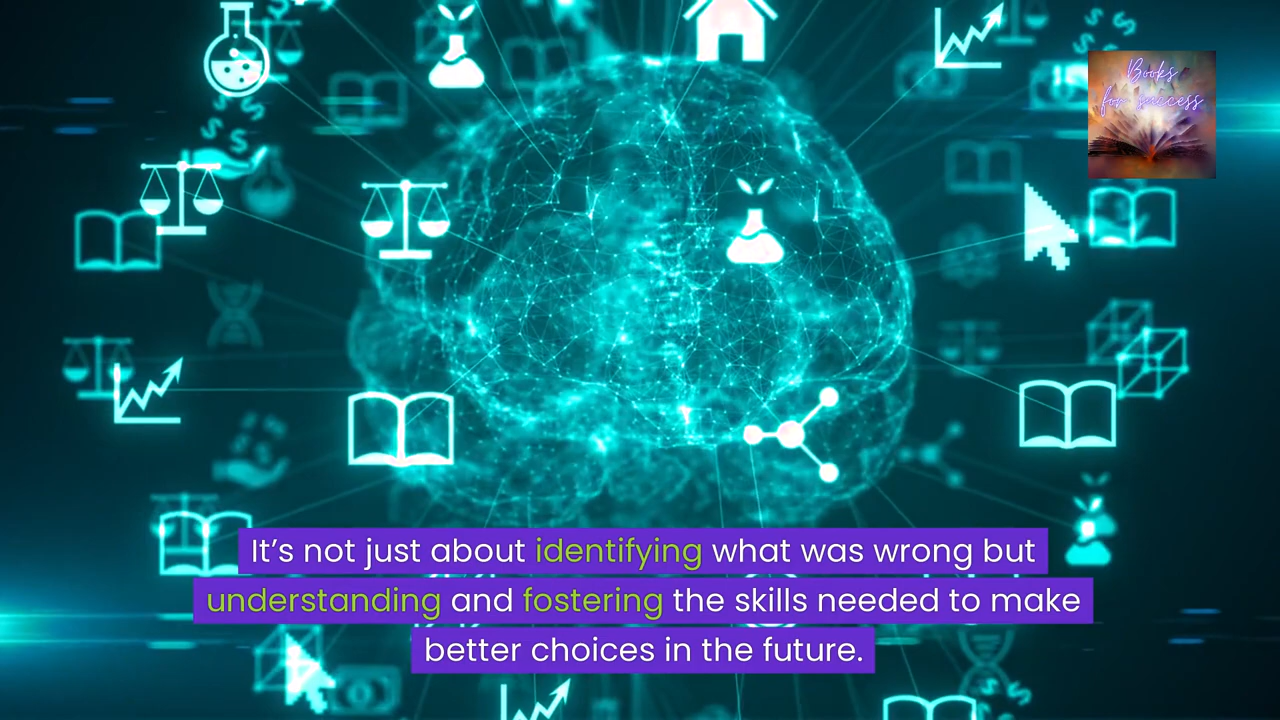 Books
for success
It’s not just about identifying what was wrong but
understanding and fostering the skills needed to make
better choices in the future.